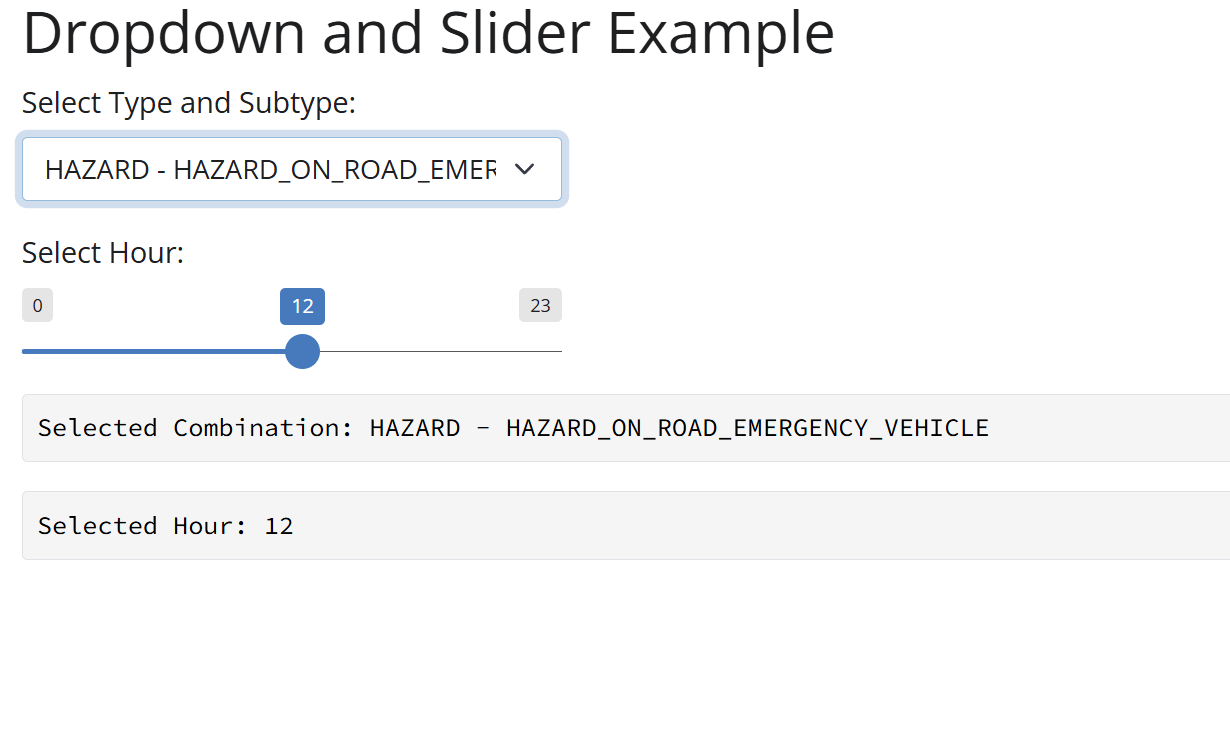 Dropdown and Slider Example
Select Type and Subtype:
HAZARD - HAZARD_ON_ROAD_EMER
Select Hour:
0 12 23
Selected Combination: HAZARD - HAZARD_ON_ROAD_EMERGENCY_VEHICLE
Selected Hour: 12